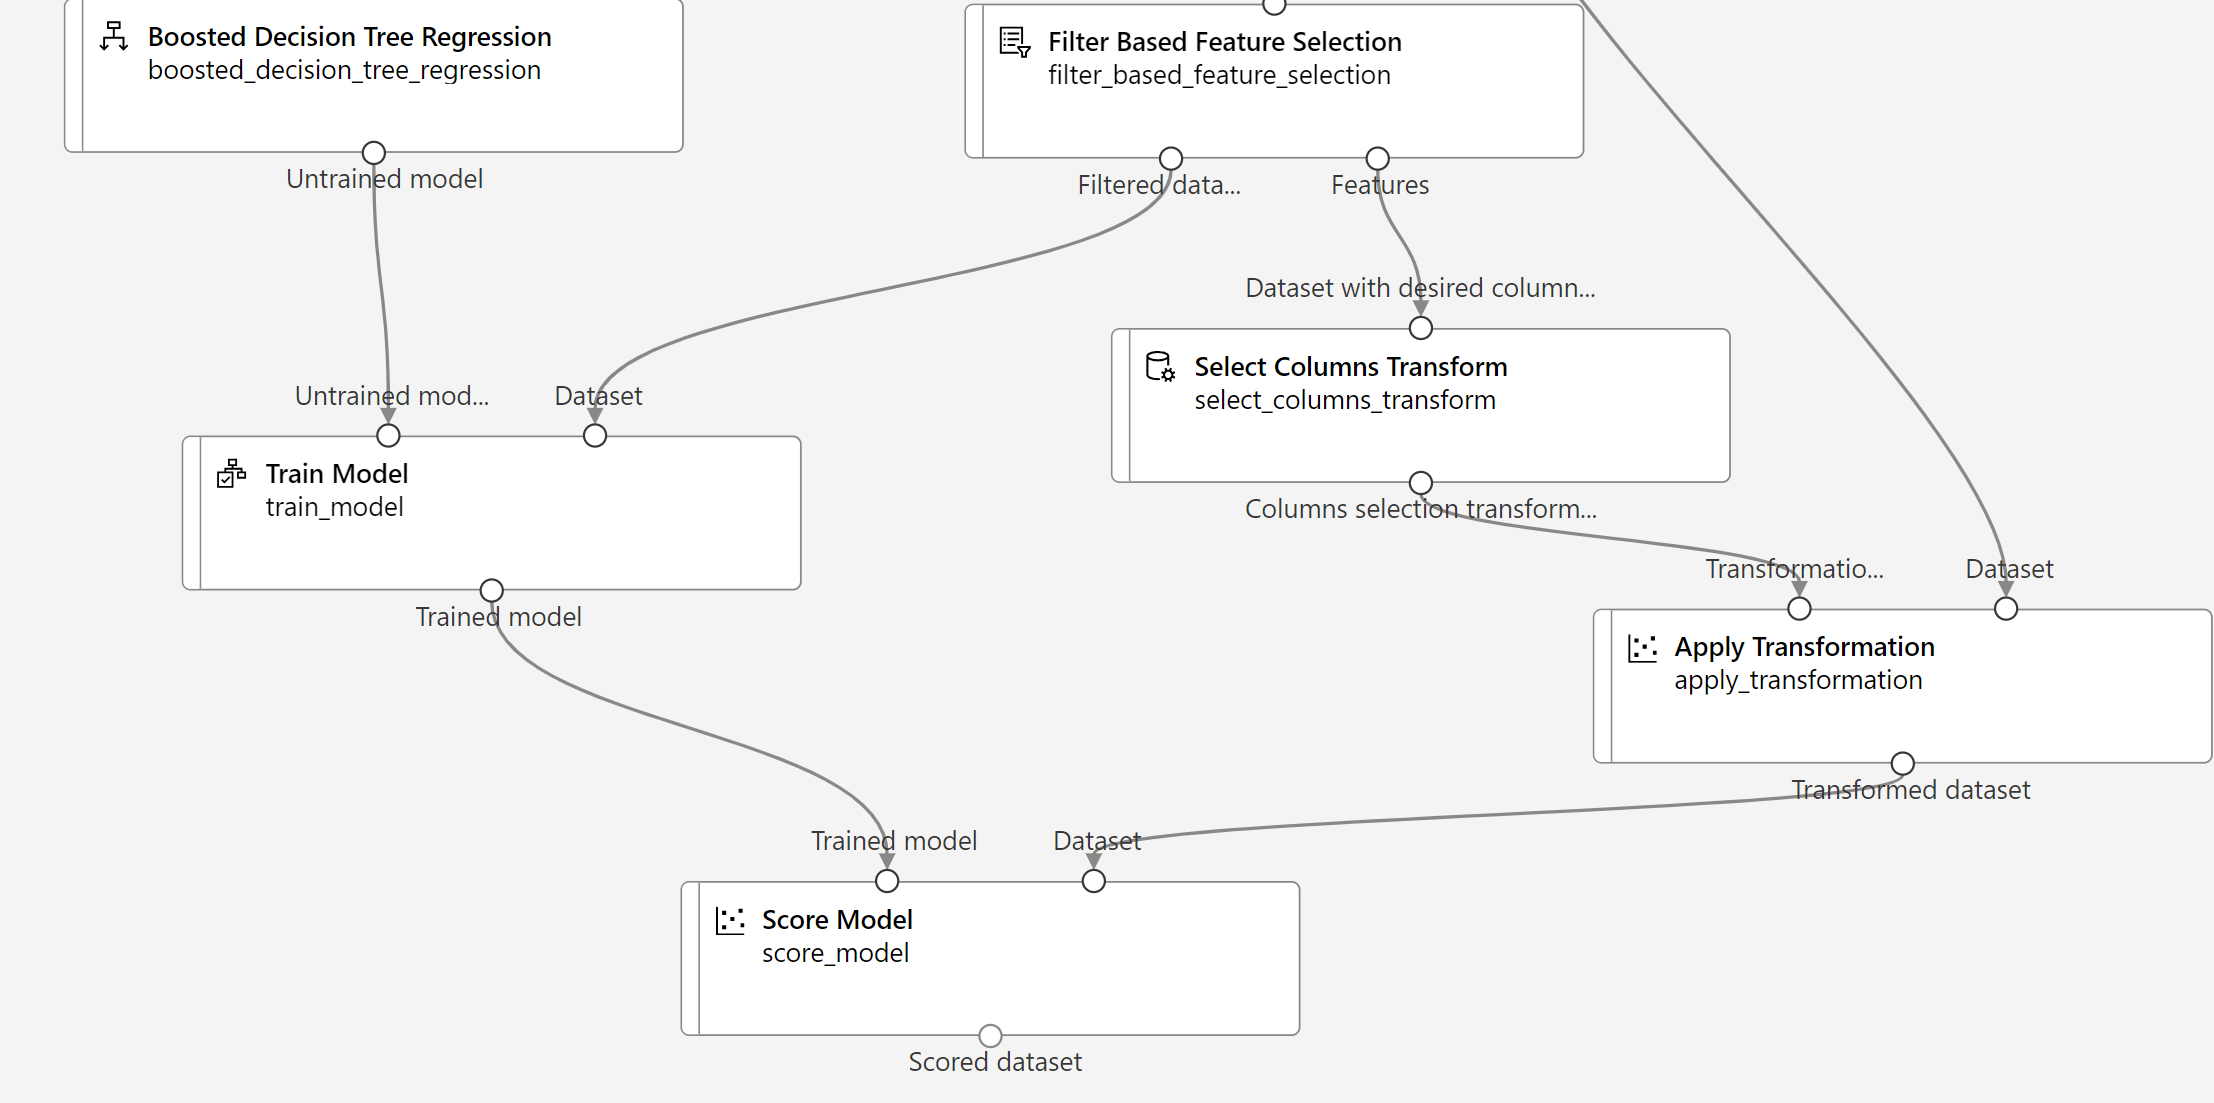 Boosted Decision Tree Regression
boosted_decision_tree_regression
Untrained model
Filter Based Feature Selection
filter_based_feature_selection
Filtered data...
Features
Dataset with desired column...
Select Columns Transform
select_columns_transform
Columns selection transform...
Untrained mod...
Dataset
Train Model
train_model
Trained model
Transformatio...
Dataset
Apply Transformation
apply_transformation
Transformed dataset
Trained model
Dataset
Score Model
score_model
Scored dataset